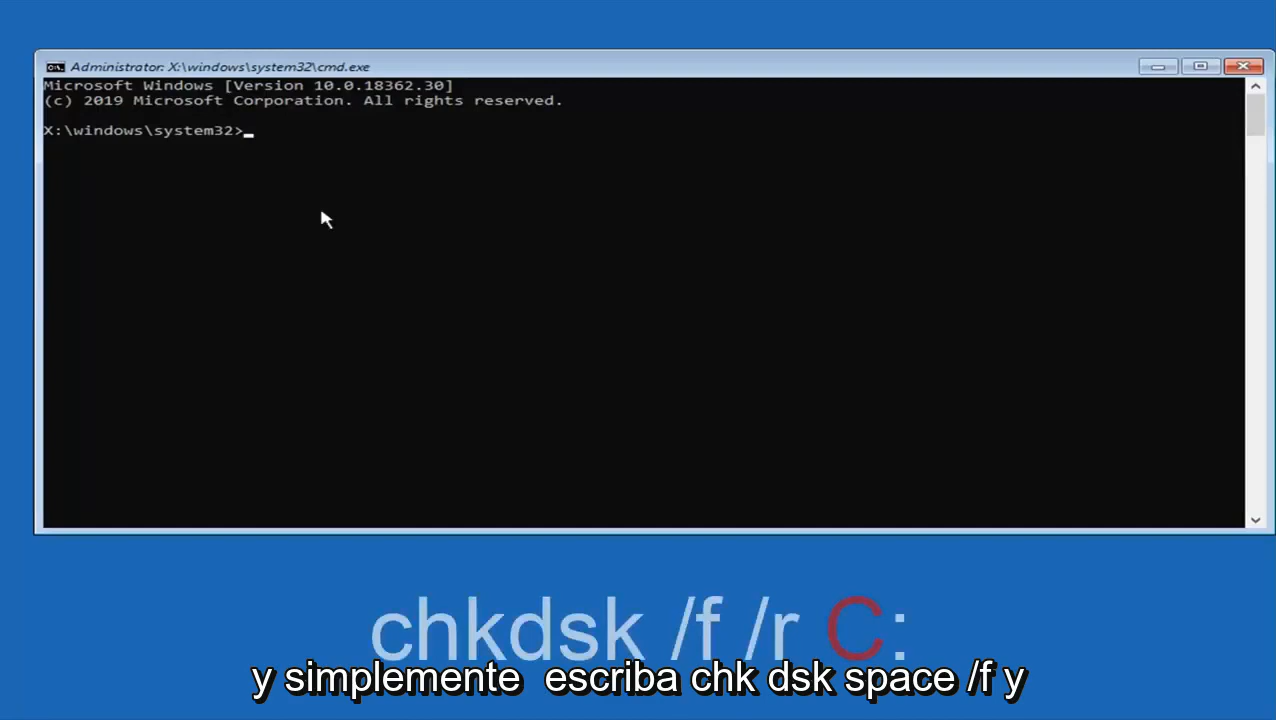 Administrator: X:\windows\system32\cmd.exe
Microsoft Windows [Version 10.0.18362.30]
(c) 2019 Microsoft Corporation. All rights reserved.
X:\windows\system32>
chkdsk /f /r C:
y simplemente escriba chk dsk space /f y